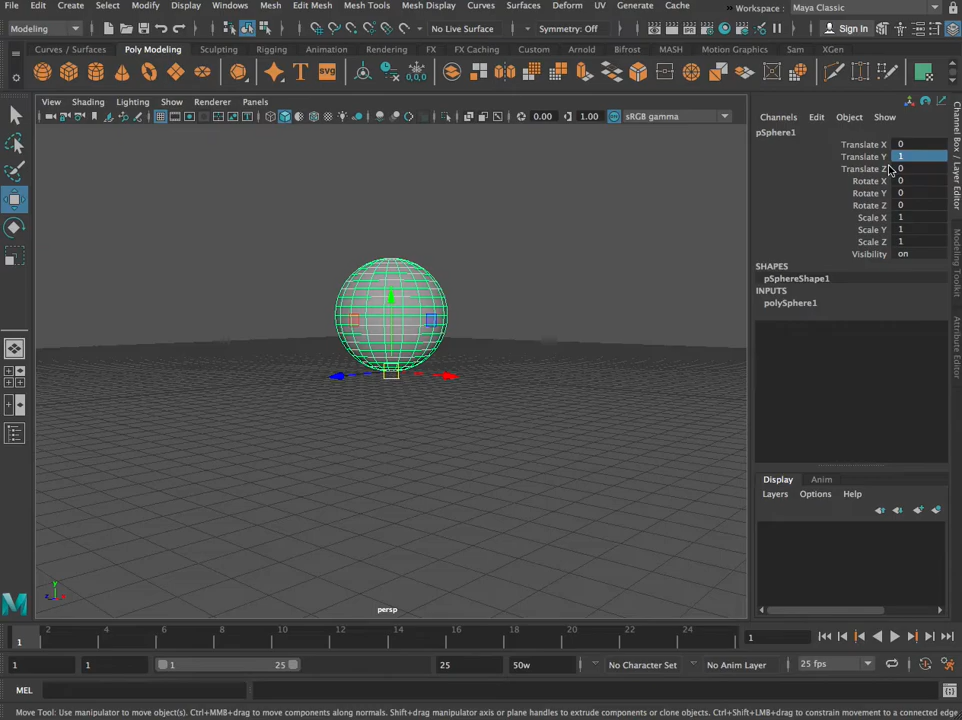 File Edit Create Select Modify Display Windows Mesh Edit Mesh Mesh Tools Mesh Display Curves Surfaces Deform UV Generate Cache
Workspace: Maya Classic
Modeling
No Live Surface
Symmetry: Off
Sign In
Curves / Surfaces Poly Modeling Sculpting Rigging Animation Rendering FX FX Caching Custom Arnold Bifrost MASH Motion Graphics Sam XGen
T
SVG
0,0,0
View Shading Lighting Show Renderer Panels
0.00
1.00
sRGB gamma
persp
Channels Edit Object Show
pSphere1
Translate X 0
Translate Y 1
Translate Z 0
Rotate X 0
Rotate Y 0
Rotate Z 0
Scale X 1
Scale Y 1
Scale Z 1
Visibility on
SHAPES
pSphereShape1
INPUTS
polySphere1
Display Anim
Layers Options Help
Channel Box / Layer Editor
Modeling Toolkit
Attribute Editor
1 2 4 6 8 10 12 14 16 18 20 22 24
1
1 1 1 25 25 50w No Character Set No Anim Layer 25 fps
MEL
Move Tool: Use manipulator to move object(s). Ctrl+MMB+drag to move components along normals. Shift+drag manipulator axis or plane handles to extrude components or clone objects. Ctrl+Shift+LMB+drag to constrain movement to a connected edge